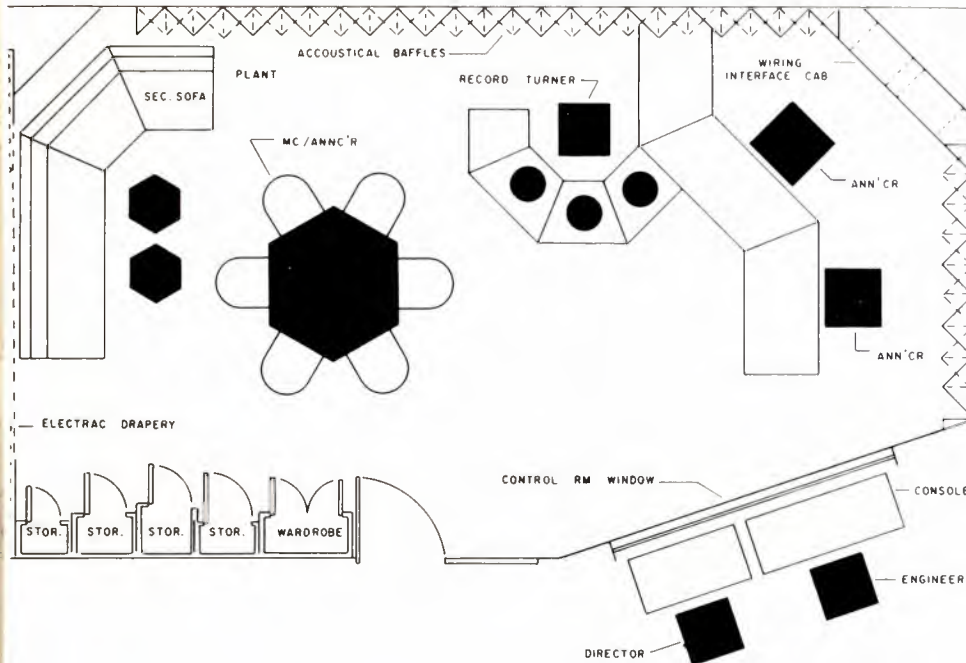 ACCOUSTICAL BAFFLES
PLANT
RECORD TURNER
WIRING
INTERFACE CAB
SEC. SOFA
MC/ANNC'R
ANN'CR
ANN'CR
ELECTRAC DRAPERY
CONTROL RM WINDOW
CONSOLE
STOR.
STOR.
STOR.
STOR.
WARDROBE
ENGINEER
DIRECTOR